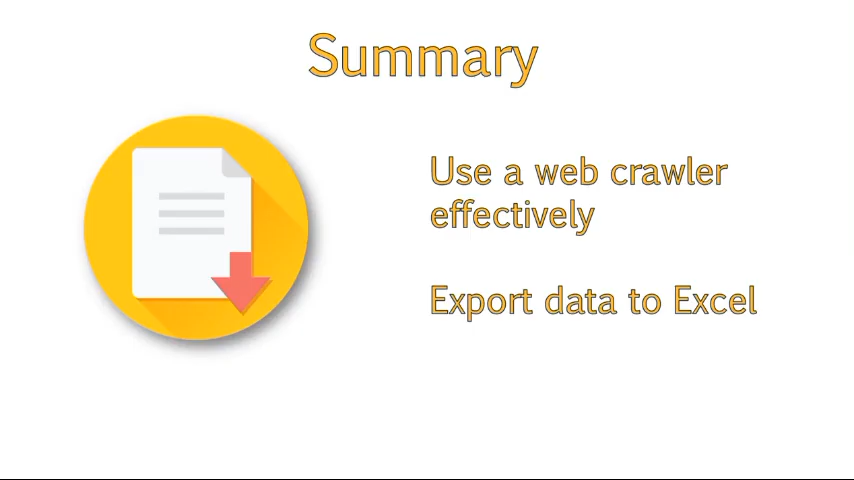 Summary
Use a web crawler
effectively
Export data to Excel